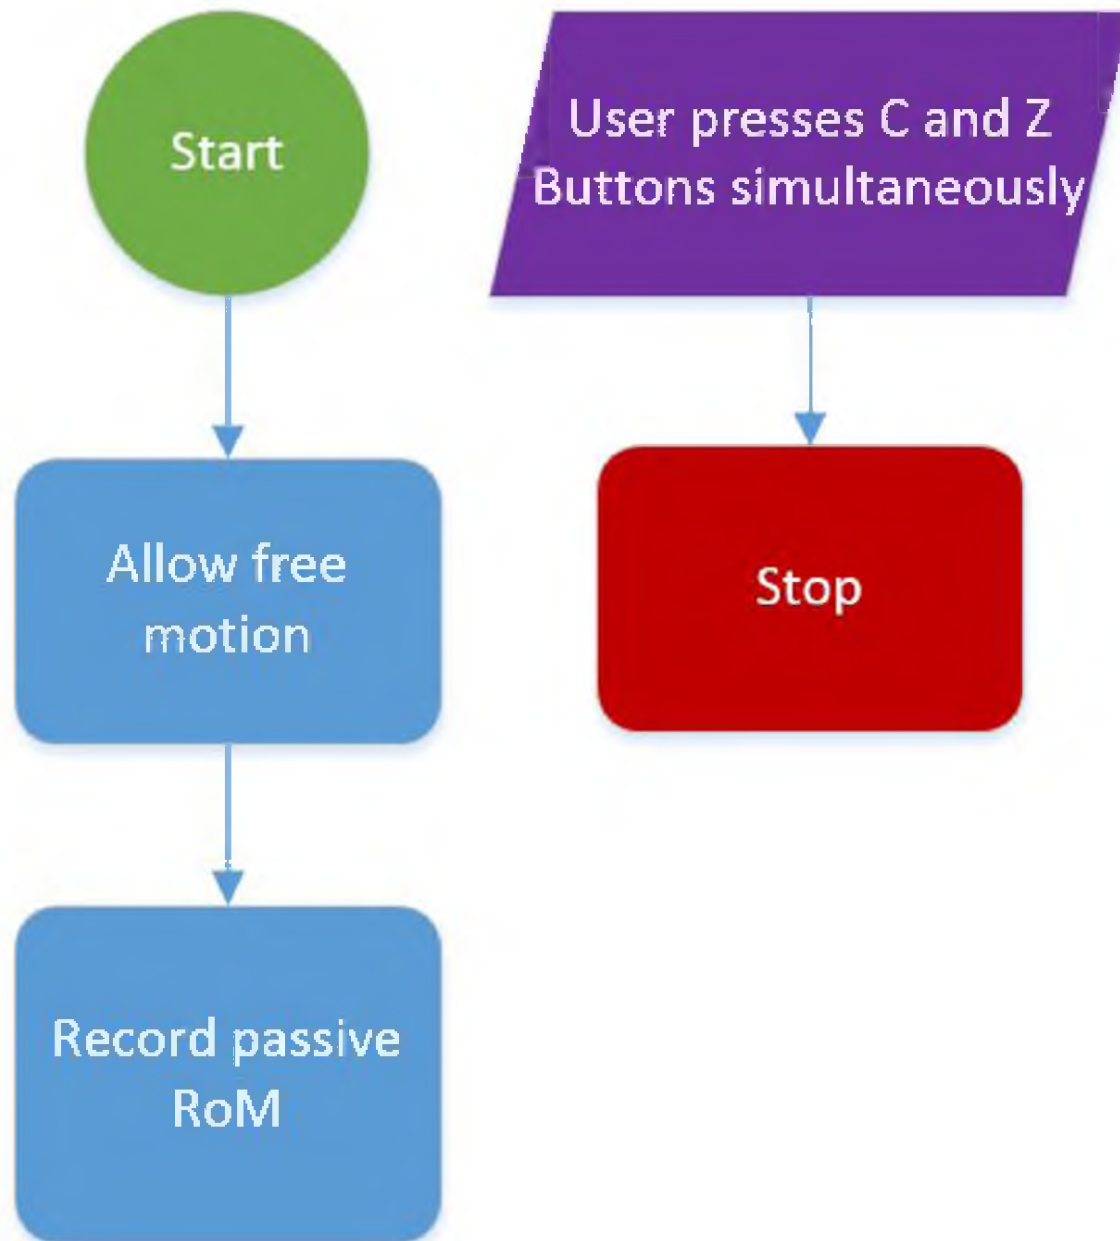 Start
Allow free
motion
Record passive
RoM
User presses C and Z
Buttons simultaneously
Stop